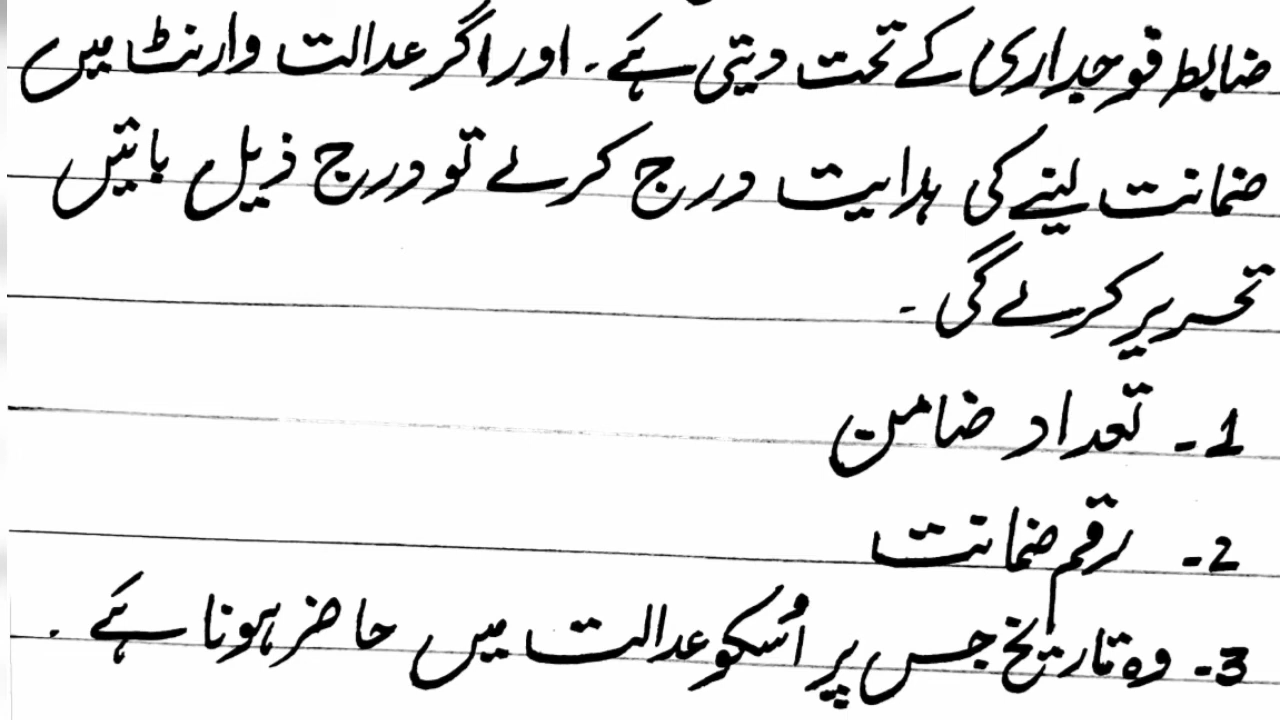 ضابطہ فوجداری کے تحت دیتی ہے۔ اور اگر عدالت وارنٹ میں
ضمانت لینے کی ہدایت درج کرے تو درج ذیل باتیں
تحریر کرے گی۔
1۔ تعداد ضامن
2۔ رقم ضمانت
3۔ وہ تاریخ جس پر اُسکو عدالت میں حاضر ہونا ہے۔